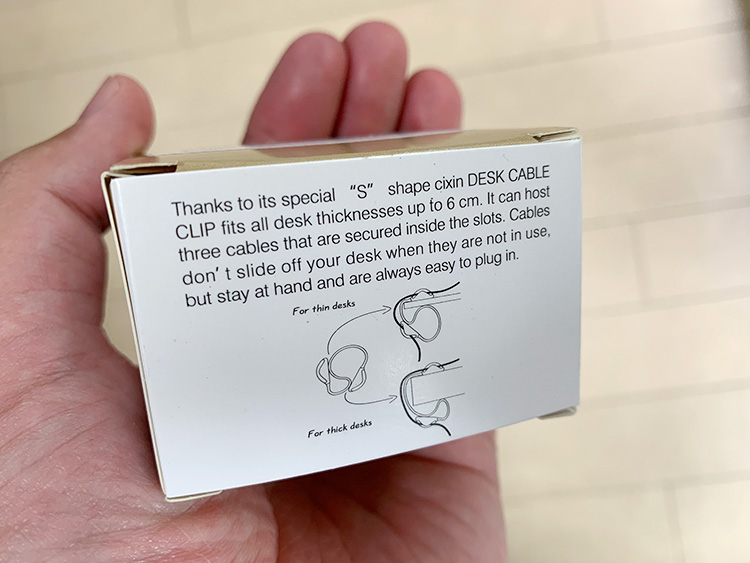 Thanks to its special “S” shape cixin DESK CABLE
CLIP fits all desk thicknesses up fo 6 cm. It can host
three cables that are secured inside the slots. Cables
don’ t slide off your desk when they are not in use,
but stay at hand and are always easy to plug in.
For thin desks
For thick desks